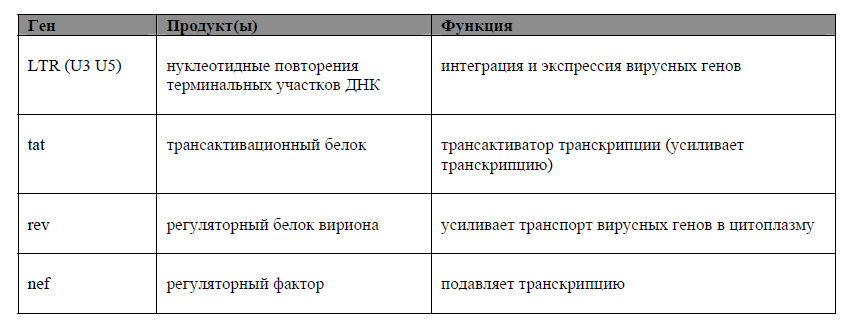 Ген Продукт(ы) Функция
LTR (U3 U5) нуклеотидные повторения интеграция и экспрессия вирусных генов
терминальных участков ДНК
tat трансактивационный белок трансактиватор транскрипции (усиливает
транскрипцию)
rev регуляторный белок вириона усиливает транспорт вирусных генов в цитоплазму
nef регуляторный фактор подавляет транскрипцию